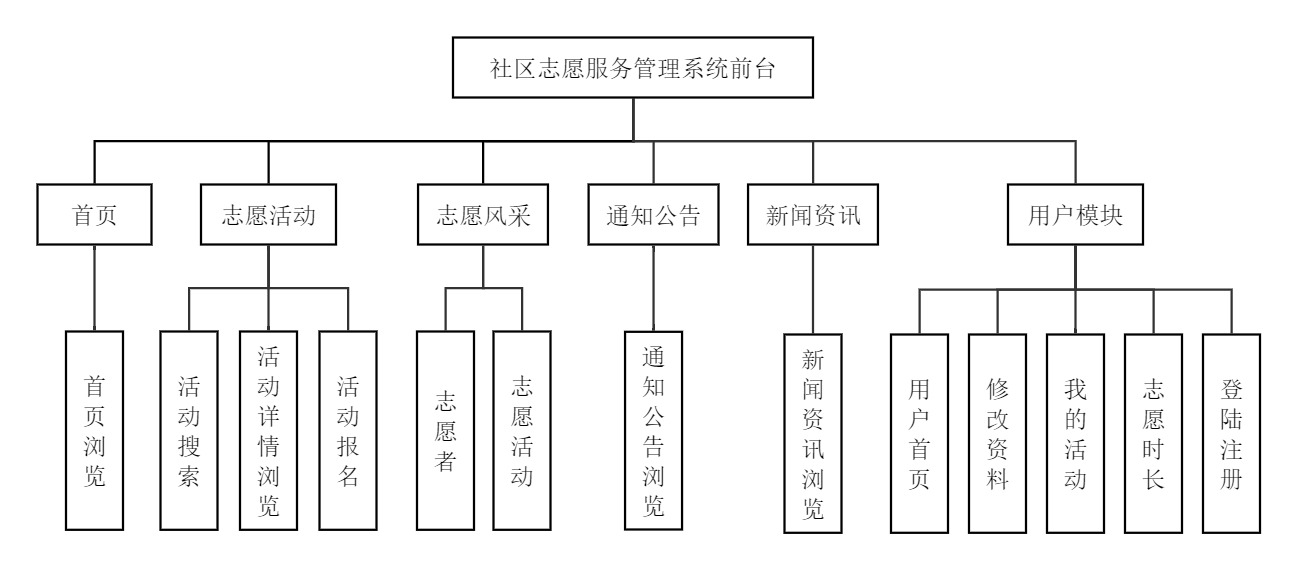 社区志愿服务管理系统前台
首页
志愿活动
志愿风采
通知公告
新闻资讯
用户模块
首页浏览
活动搜索
活动详情浏览
活动报名
志愿者
志愿活动
通知公告浏览
新闻资讯浏览
用户首页
修改资料
我的活动
志愿时长
登陆注册